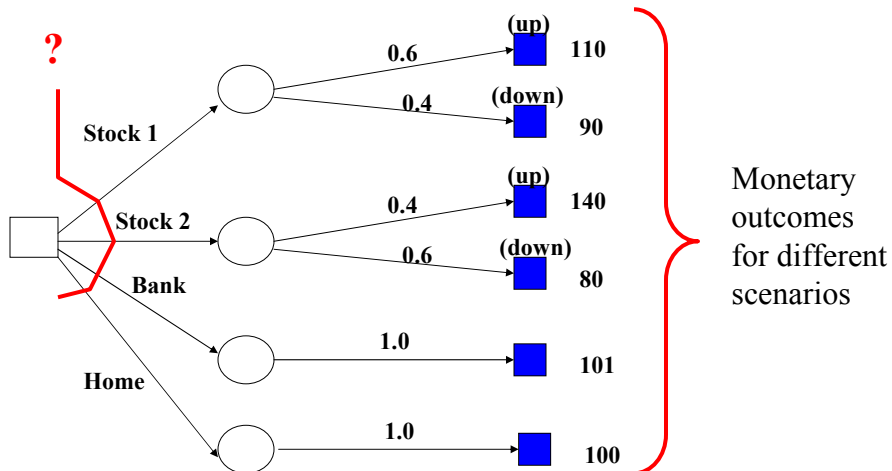 ?
(up)
0.6
110
(down)
0.4
90
Stock 1
(up)
0.4
140
Stock 2
(down)
0.6
80
Bank
1.0
101
Home
1.0
100
Monetary
outcomes
for different
scenarios